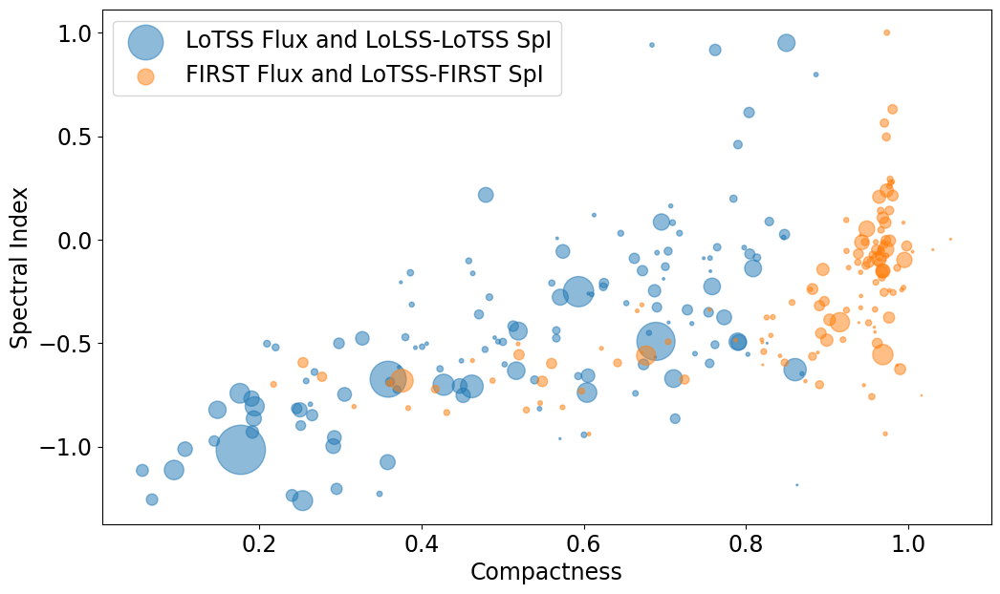 LoTSS Flux and LoLSS-LoTSS SpI
FIRST Flux and LoTSS-FIRST SpI
Spectral Index
1.0
0.5
0.0
−0.5
−1.0
0.2 0.4 0.6 0.8 1.0
Compactness